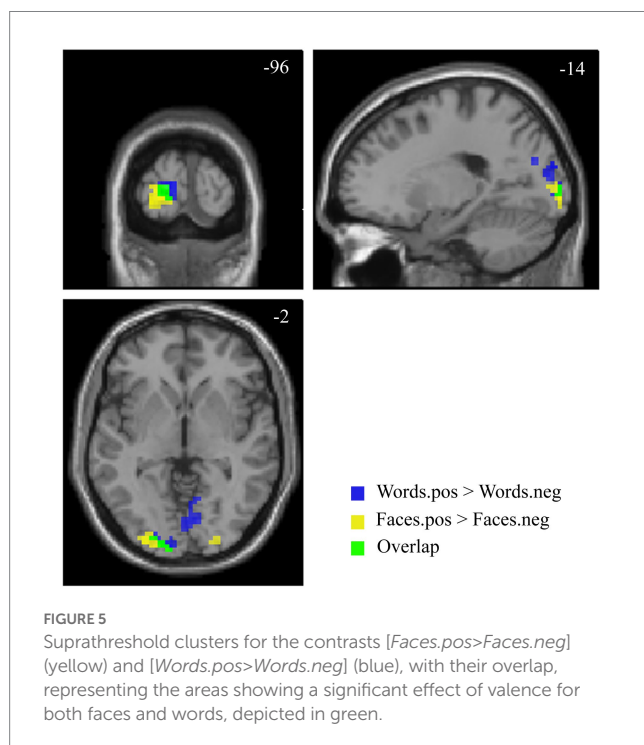 -96
-14
-2
Words.pos > Words.neg
Faces.pos > Faces.neg
Overlap
FIGURE 5
Suprathreshold clusters for the contrasts [Faces.pos>Faces.neg]
(yellow) and [Words.pos>Words.neg] (blue), with their overlap,
representing the areas showing a significant effect of valence for
both faces and words, depicted in green.